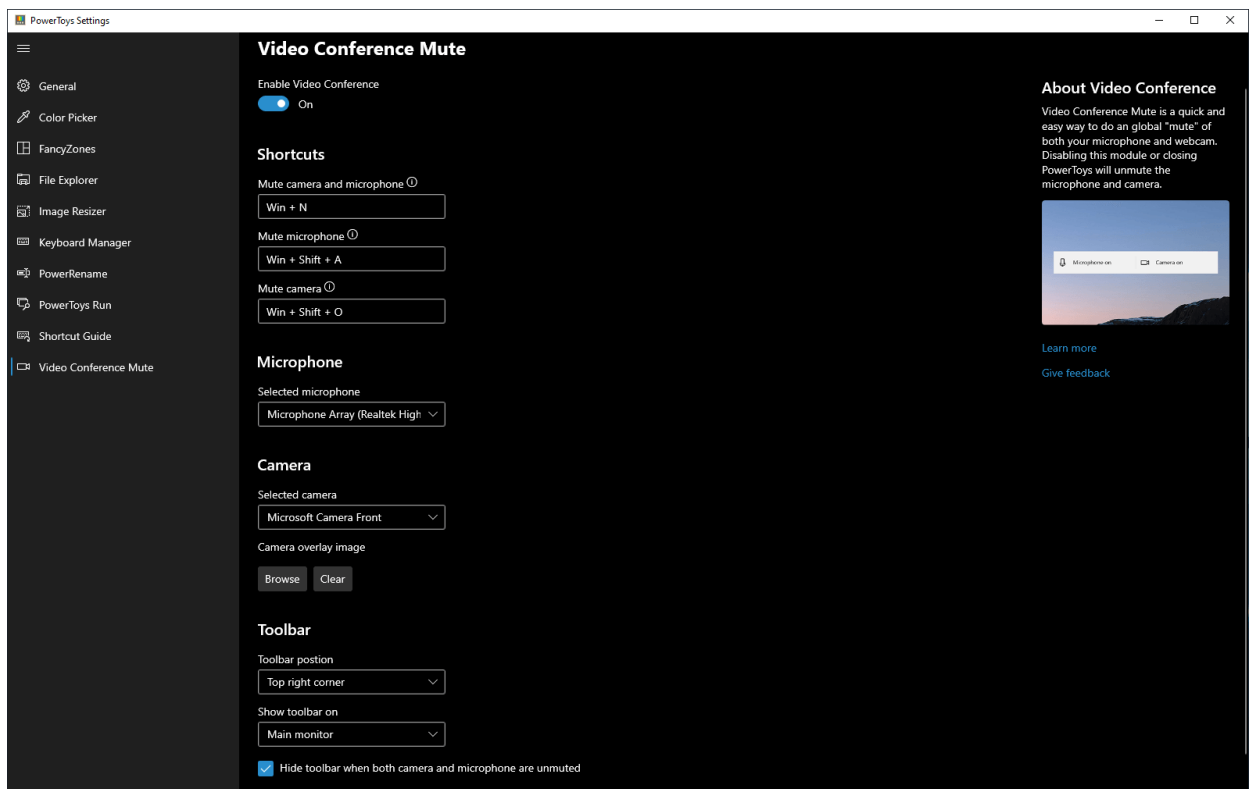 PowerToys Settings
General
Color Picker
FancyZones
File Explorer
Image Resizer
Keyboard Manager
PowerRename
PowerToys Run
Shortcut Guide
Video Conference Mute
Video Conference Mute
Enable Video Conference
On
Shortcuts
Mute camera and microphone
Win + N
Mute microphone
Win + Shift + A
Mute camera
Win + Shift + O
Microphone
Selected microphone
Microphone Array (Realtek High
Camera
Selected camera
Microsoft Camera Front
Camera overlay image
Browse Clear
Toolbar
Toolbar postion
Top right corner
Show toolbar on
Main monitor
Hide toolbar when both camera and microphone are unmuted
About Video Conference
Video Conference Mute is a quick and
easy way to do an global "mute" of
both your microphone and webcam.
Disabling this module or closing
PowerToys will unmute the
microphone and camera.
Microphone on Camera on
Learn more
Give feedback